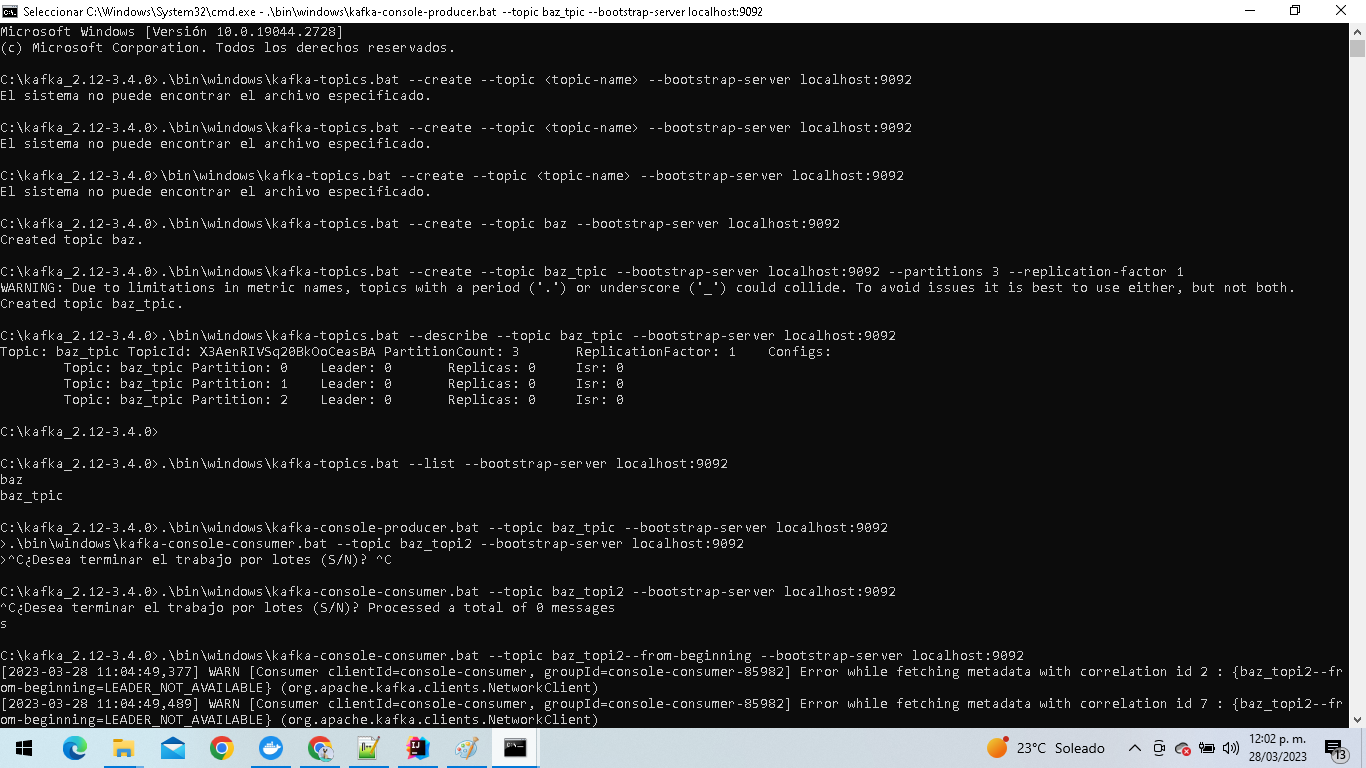 Seleccionar C:\Windows\System32\cmd.exe - .\bin\windows\kafka-console-producer.bat --topic baz_tpic --bootstrap-server localhost:9092
Microsoft Windows [Versión 10.0.19044.2728]
(c) Microsoft Corporation. Todos los derechos reservados.
C:\kafka_2.12-3.4.0>.\bin\windows\kafka-topics.bat --create --topic <topic-name> --bootstrap-server localhost:9092
El sistema no puede encontrar el archivo especificado.
C:\kafka_2.12-3.4.0>.\bin\windows\kafka-topics.bat --create --topic <topic-name> --bootstrap-server localhost:9092
El sistema no puede encontrar el archivo especificado.
C:\kafka_2.12-3.4.0>\bin\windows\kafka-topics.bat --create --topic <topic-name> --bootstrap-server localhost:9092
El sistema no puede encontrar el archivo especificado.
C:\kafka_2.12-3.4.0>.\bin\windows\kafka-topics.bat --create --topic baz --bootstrap-server localhost:9092
Created topic baz.
C:\kafka_2.12-3.4.0>.\bin\windows\kafka-topics.bat --create --topic baz_tpic --bootstrap-server localhost:9092 --partitions 3 --replication-factor 1
WARNING: Due to limitations in metric names, topics with a period ('.') or underscore ('_') could collide. To avoid issues it is best to use either, but not both.
Created topic baz_tpic.
C:\kafka_2.12-3.4.0>.\bin\windows\kafka-topics.bat --describe --topic baz_tpic --bootstrap-server localhost:9092
Topic: baz_tpic TopicId: X3AenRIVSq20BkOoCeasBA PartitionCount: 3 ReplicationFactor: 1 Configs:
Topic: baz_tpic Partition: 0 Leader: 0 Replicas: 0 Isr: 0
Topic: baz_tpic Partition: 1 Leader: 0 Replicas: 0 Isr: 0
Topic: baz_tpic Partition: 2 Leader: 0 Replicas: 0 Isr: 0
C:\kafka_2.12-3.4.0>
C:\kafka_2.12-3.4.0>.\bin\windows\kafka-topics.bat --list --bootstrap-server localhost:9092
baz
baz_tpic
C:\kafka_2.12-3.4.0>.\bin\windows\kafka-console-producer.bat --topic baz_tpic --bootstrap-server localhost:9092
>.\bin\windows\kafka-console-consumer.bat --topic baz_topi2 --bootstrap-server localhost:9092
>^C¿Desea terminar el trabajo por lotes (S/N)? ^C
C:\kafka_2.12-3.4.0>.\bin\windows\kafka-console-consumer.bat --topic baz_topi2 --bootstrap-server localhost:9092
^C¿Desea terminar el trabajo por lotes (S/N)? Processed a total of 0 messages
s
C:\kafka_2.12-3.4.0>.\bin\windows\kafka-console-consumer.bat --topic baz_topi2--from-beginning --bootstrap-server localhost:9092
[2023-03-28 11:04:49,377] WARN [Consumer clientId=console-consumer, groupId=console-consumer-85982] Error while fetching metadata with correlation id 2 : {baz_topi2--fr
om-beginning=LEADER_NOT_AVAILABLE} (org.apache.kafka.clients.NetworkClient)
[2023-03-28 11:04:49,489] WARN [Consumer clientId=console-consumer, groupId=console-consumer-85982] Error while fetching metadata with correlation id 7 : {baz_topi2--fr
om-beginning=LEADER_NOT_AVAILABLE} (org.apache.kafka.clients.NetworkClient)
23°C Soleado
12:02 p. m.
28/03/2023
13